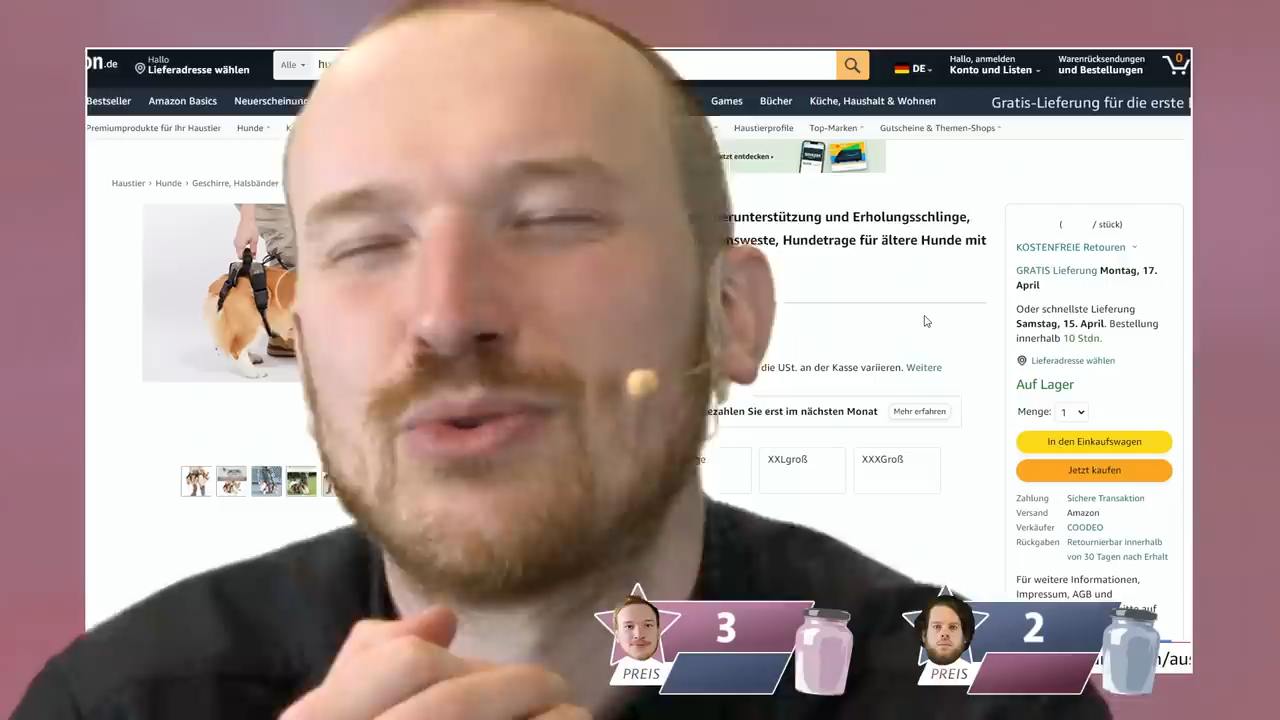 on.de
Hallo
Lieferadresse wählen
Alle
hu
DE
Hallo, anmelden
Konto und Listen
Warenrücksendungen
und Bestellungen
0
Bestseller
Amazon Basics
Neuerscheinung
Games
Bücher
Küche, Haushalt & Wohnen
Gratis-Lieferung für die erste
Premiumprodukte für Ihr Haustier
Hunde
K
Haustierprofile
Top-Marken
Gutscheine & Themen-Shops
tzt entdecken ›
Haustier › Hunde › Geschirre, Halsbänder
erunterstützung und Erholungsschlinge,
nsweste, Hundetrage für ältere Hunde mit
( / stück)
KOSTENFREIE Retouren
GRATIS Lieferung Montag, 17.
April
Oder schnellste Lieferung
Samstag, 15. April. Bestellung
innerhalb 10 Stdn.
Lieferadresse wählen
die USt. an der Kasse variieren. Weitere
Auf Lager
ezahlen Sie erst im nächsten Monat
Mehr erfahren
Menge: 1
In den Einkaufswagen
ge
XXLgroß
XXXGroß
Jetzt kaufen
Zahlung Sichere Transaktion
Versand Amazon
Verkäufer COODEO
Rückgaben Retournierbar innerhalb
von 30 Tagen nach Erhalt
Für weitere Informationen,
Impressum, AGB und
3
PREIS
2
PREIS
/aus